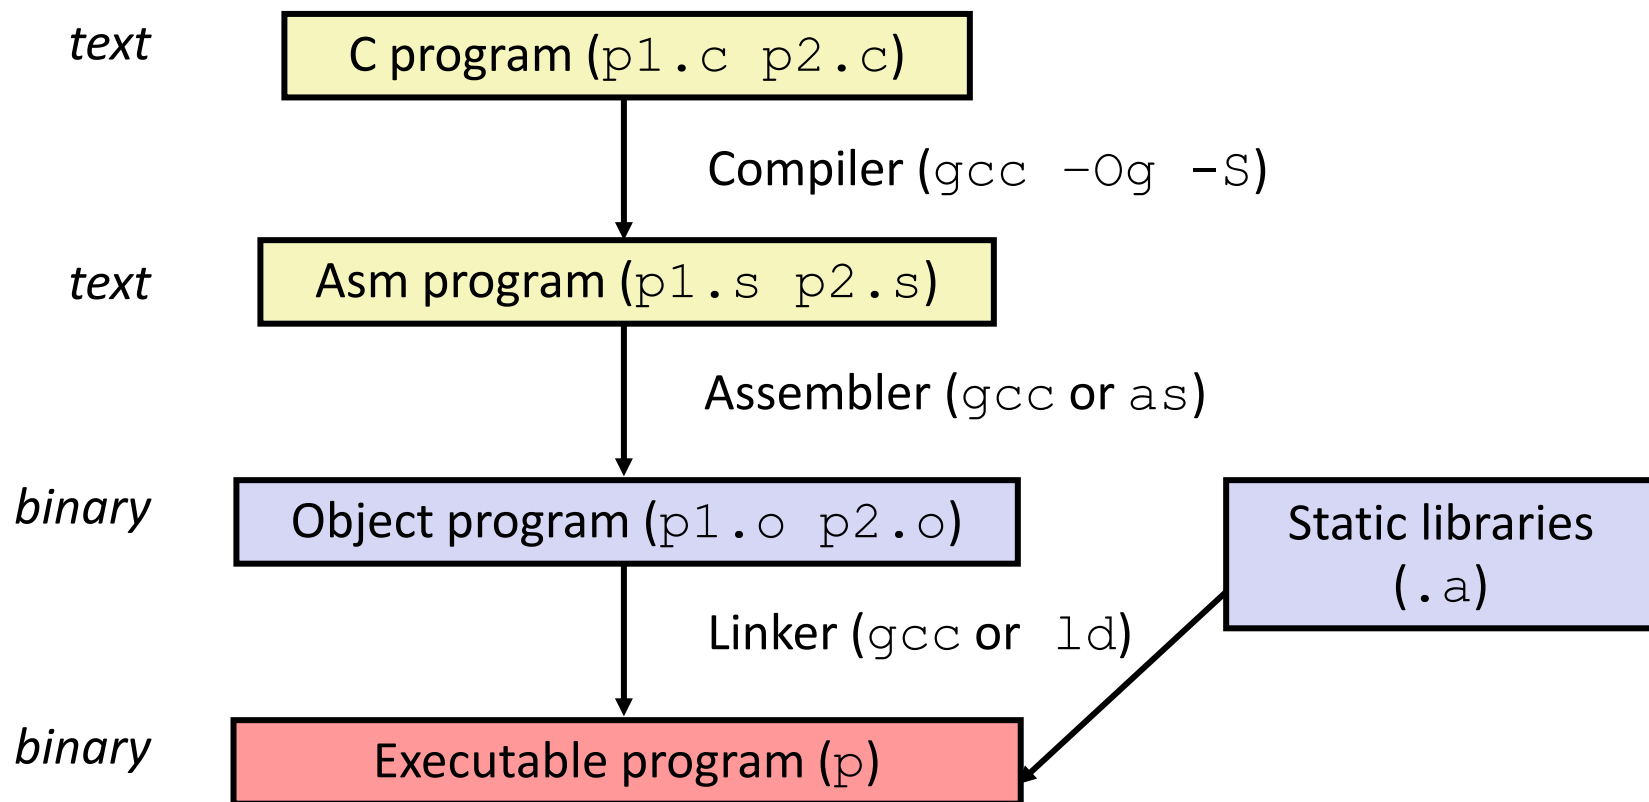 text
C program (p1.c p2.c)
Compiler (gcc –Og -S)
text
Asm program (p1.s p2.s)
Assembler (gcc or as)
binary
Object program (p1.o p2.o)
Static libraries
(.a)
Linker (gcc or ld)
binary
Executable program (p)